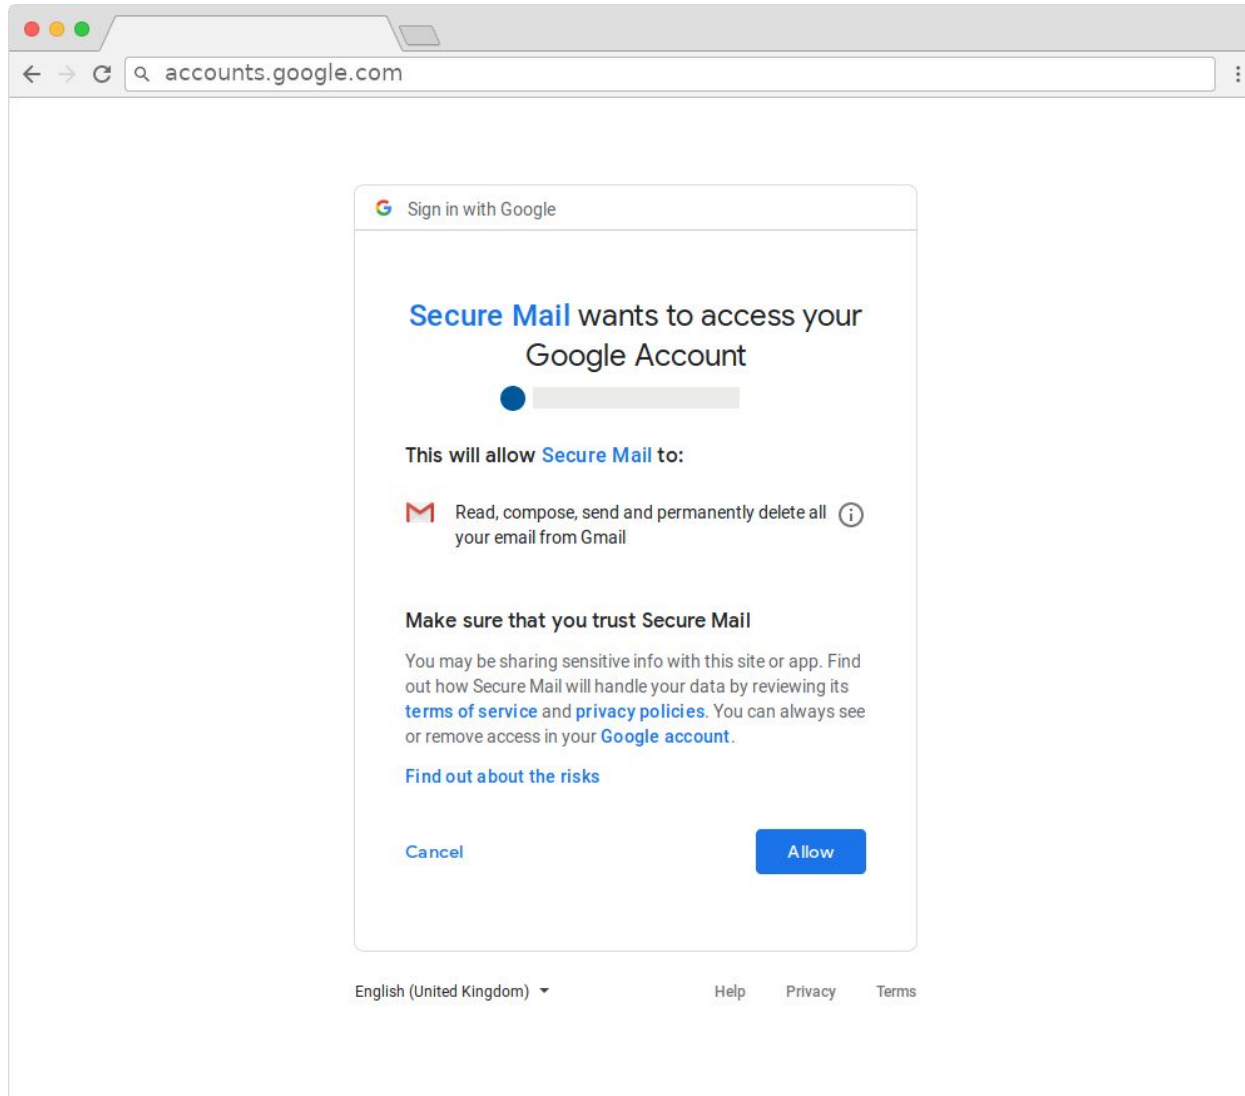 accounts.google.com
Sign in with Google
Secure Mail wants to access your
Google Account
This will allow Secure Mail to:
Read, compose, send and permanently delete all
your email from Gmail
Make sure that you trust Secure Mail
You may be sharing sensitive info with this site or app. Find
out how Secure Mail will handle your data by reviewing its
terms of service and privacy policies. You can always see
or remove access in your Google account.
Find out about the risks
Cancel
Allow
English (United Kingdom)
Help
Privacy
Terms